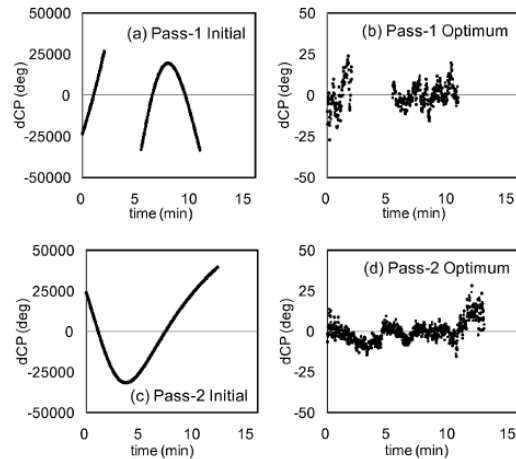 (a) Pass-1 Initial
dCP (deg)
50000
25000
0
-25000
-50000
0 5 10 15
time (min)
(b) Pass-1 Optimum
dCP (deg)
50
25
0
-25
-50
0 5 10 15
time (min)
(c) Pass-2 Initial
dCP (deg)
50000
25000
0
-25000
-50000
0 5 10 15
time (min)
(d) Pass-2 Optimum
dCP (deg)
50
25
0
-25
-50
0 5 10 15
time (min)